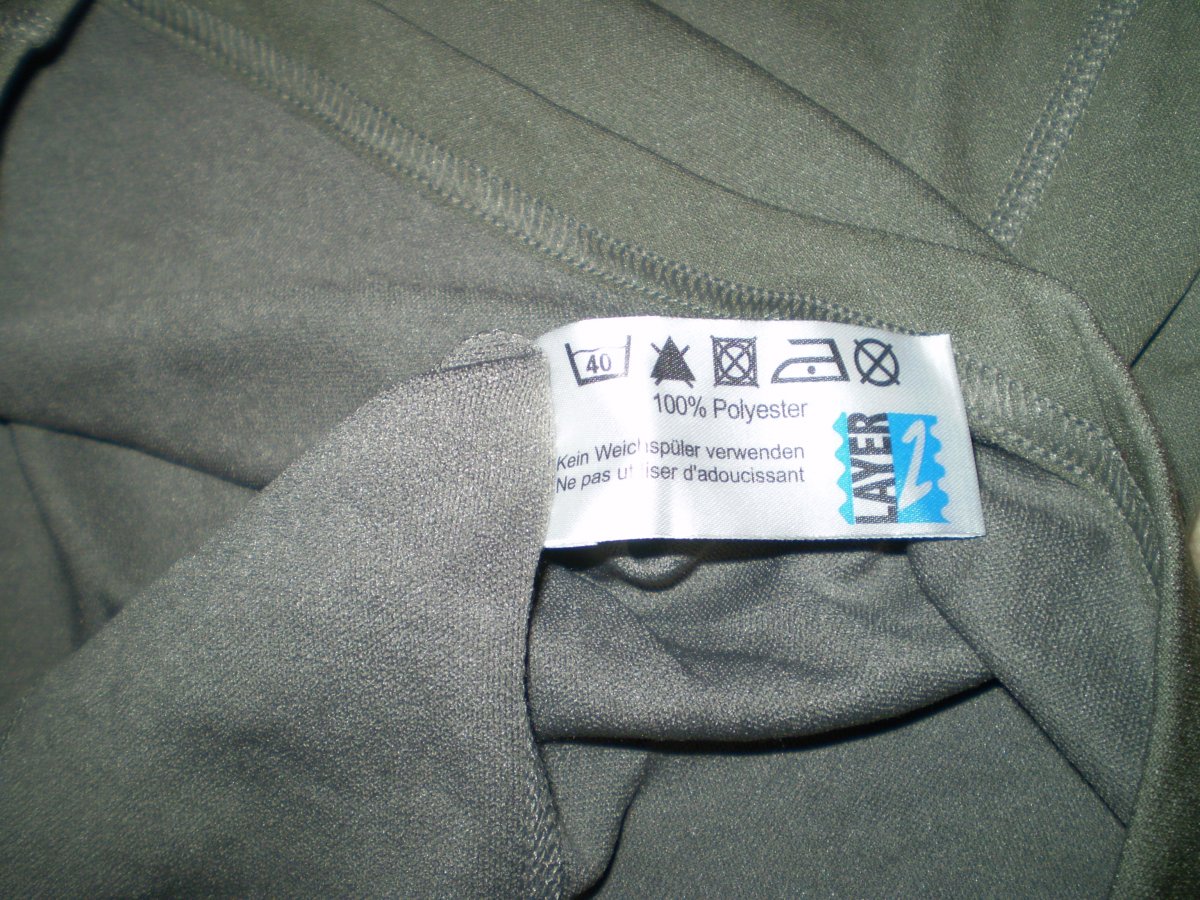 40
100% Polyester
Kein Weichspüler verwenden
Ne pas utiliser d'adoucissant
LAYER 2